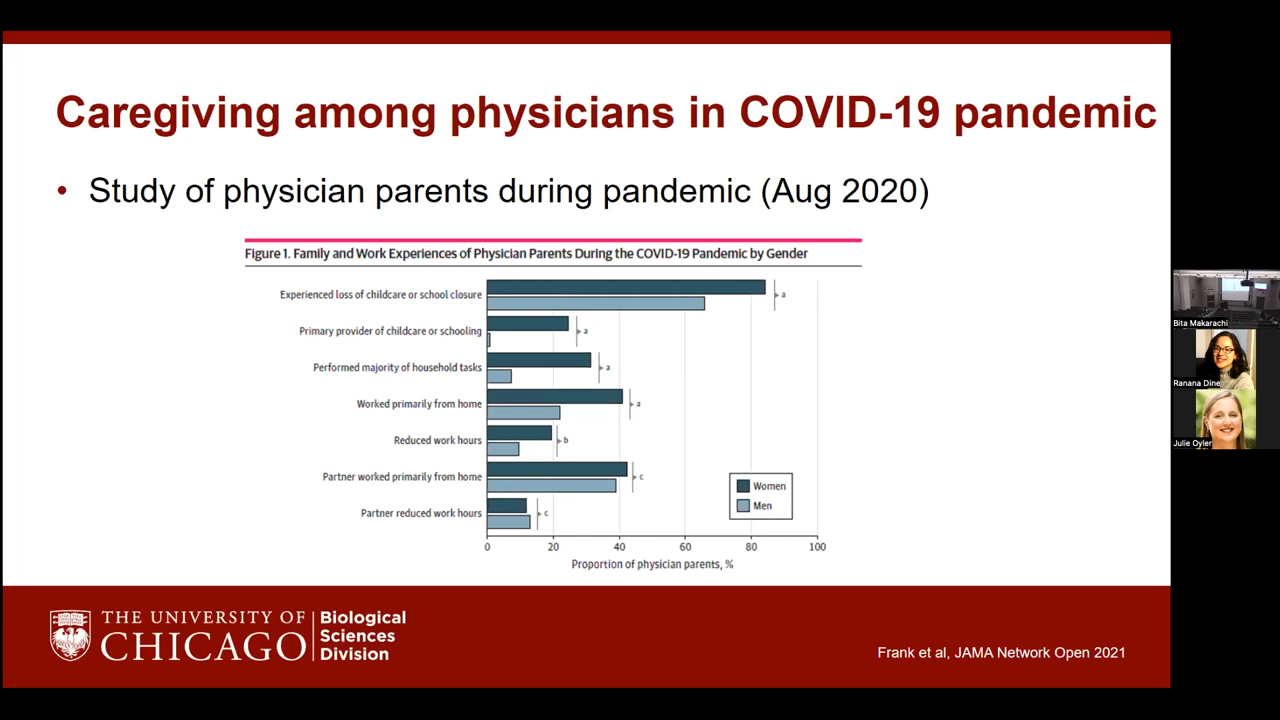 Caregiving among physicians in COVID-19 pandemic
• Study of physician parents during pandemic (Aug 2020)
Figure 1. Family and Work Experiences of Physician Parents During the COVID-19 Pandemic by Gender
Experienced loss of childcare or school closure
a
Primary provider of childcare or schooling
a
Performed majority of household tasks
a
Worked primarily from home
a
Reduced work hours
b
Partner worked primarily from home
c
Partner reduced work hours
c
Women
Men
0 20 40 60 80 100
Proportion of physician parents, %
THE UNIVERSITY OF
CHICAGO
Biological
Sciences
Division
Frank et al, JAMA Network Open 2021
Bita Makarachi
Ranana Dine
Julie Oyler